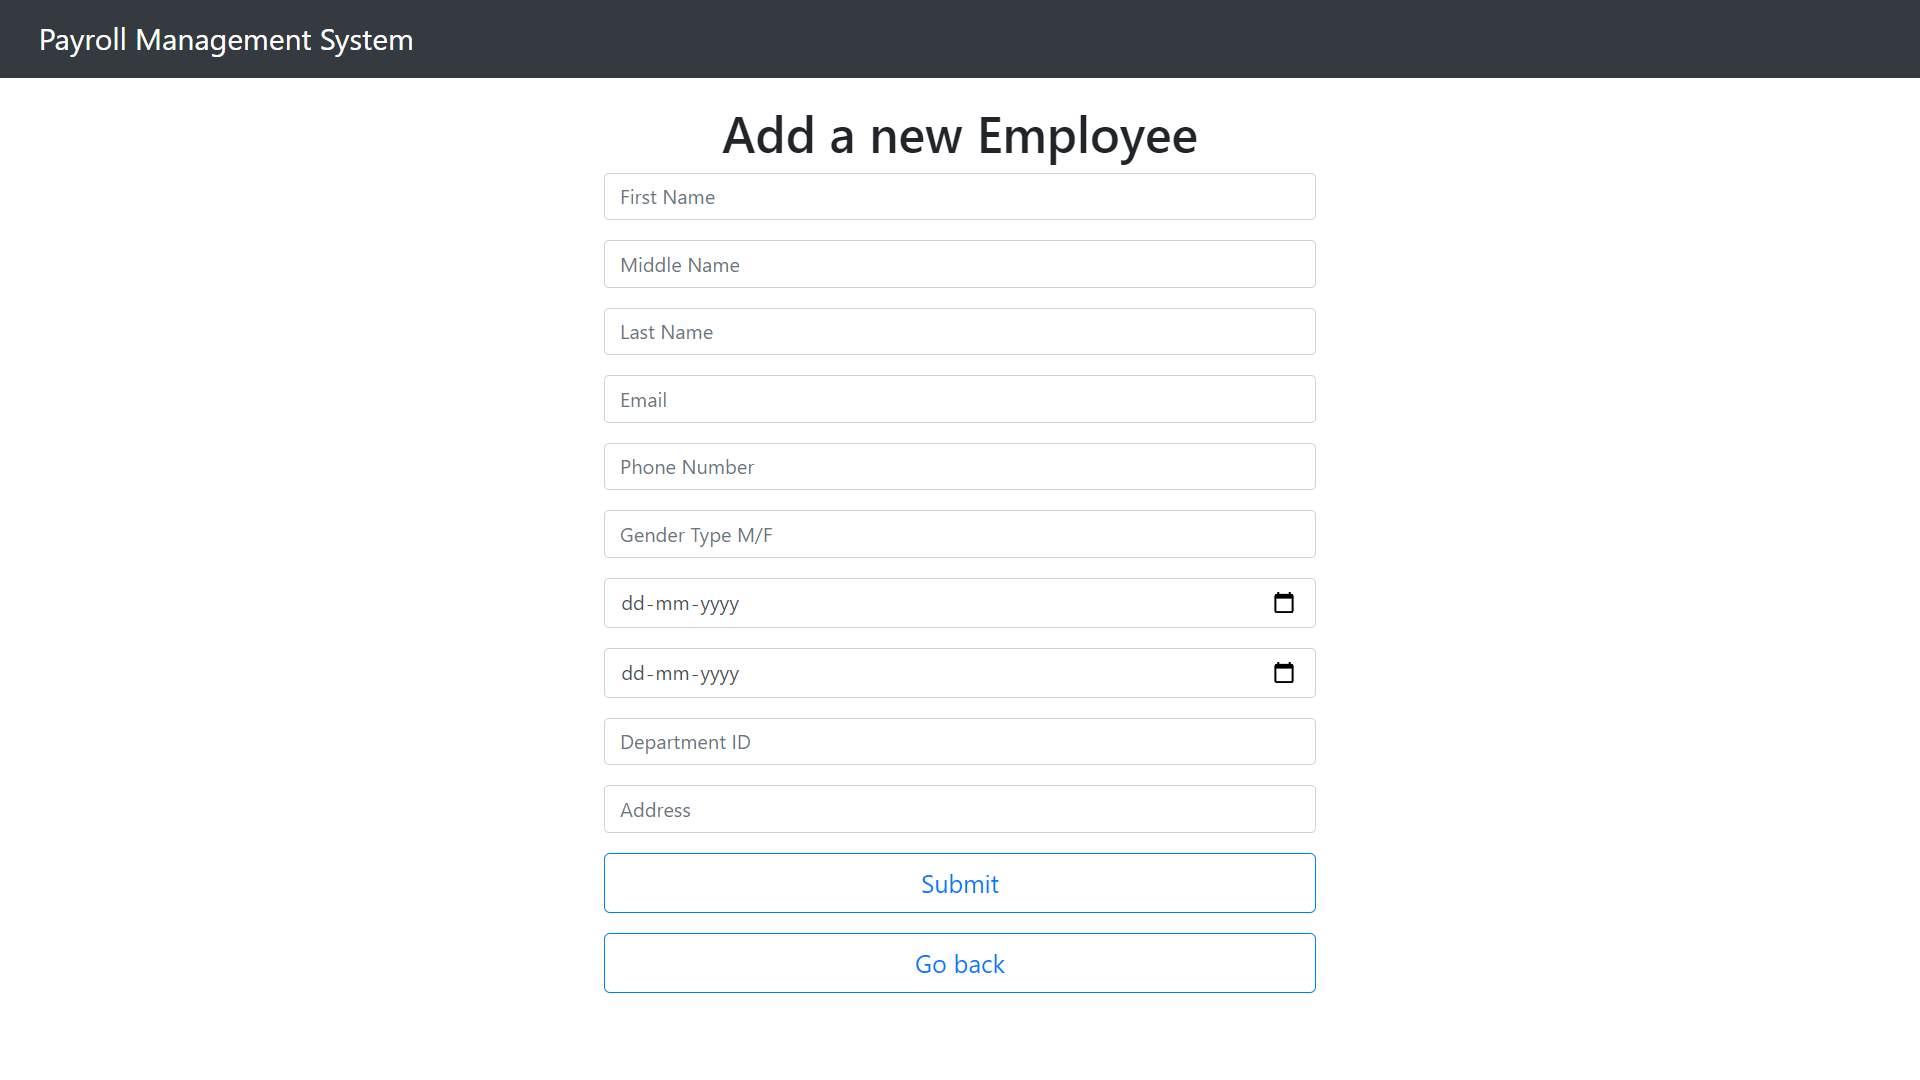 Payroll Management System
Add a new Employee
First Name
Middle Name
Last Name
Email
Phone Number
Gender Type M/F
dd-mm-yyyy
dd-mm-yyyy
Department ID
Address
Submit
Go back